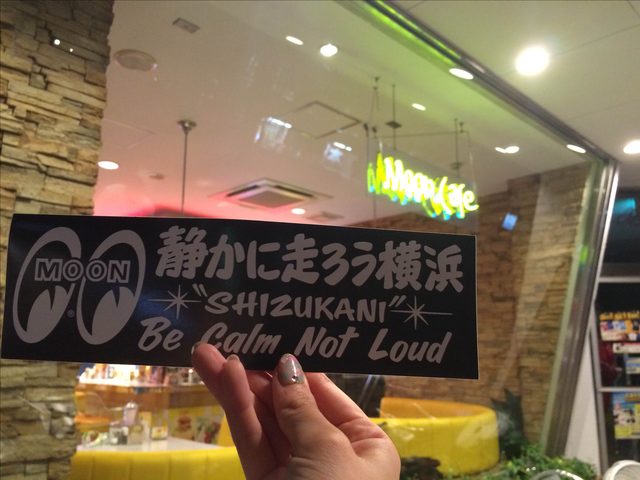 Moon Cafe
MOON
静かに走ろう横浜
"SHIZUKANI"
Be Calm Not Loud